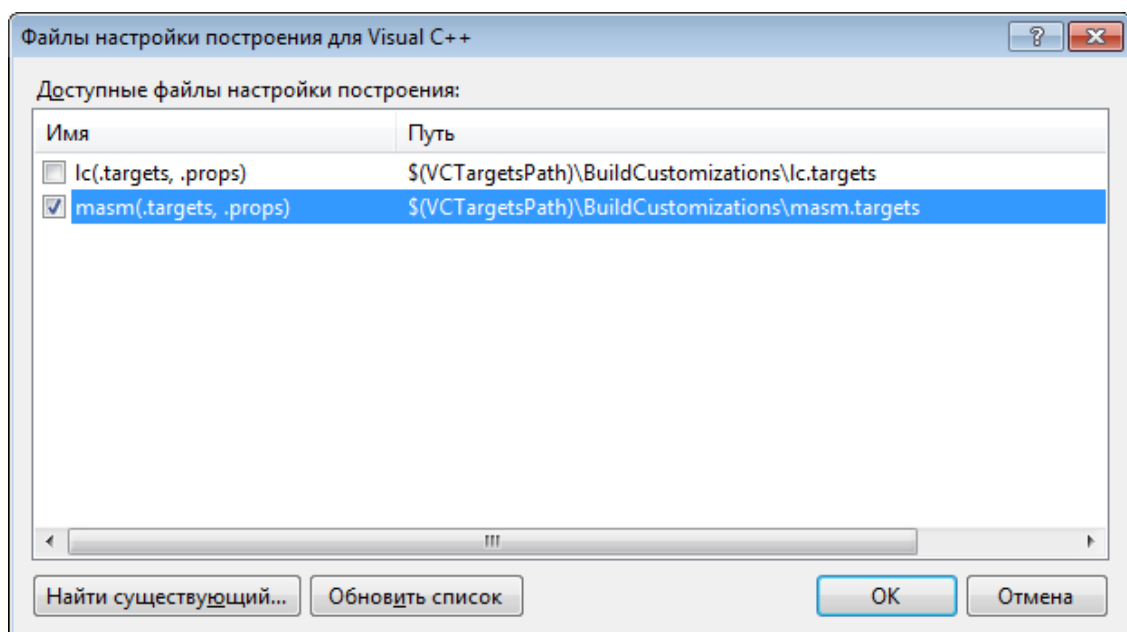 Файлы настройки построения для Visual C++
Доступные файлы настройки построения:
Имя Путь
lc(.targets, .props) $(VCTargetsPath)\BuildCustomizations\lc.targets
masm(.targets, .props) $(VCTargetsPath)\BuildCustomizations\masm.targets
Найти существующий... Обновить список ОК Отмена